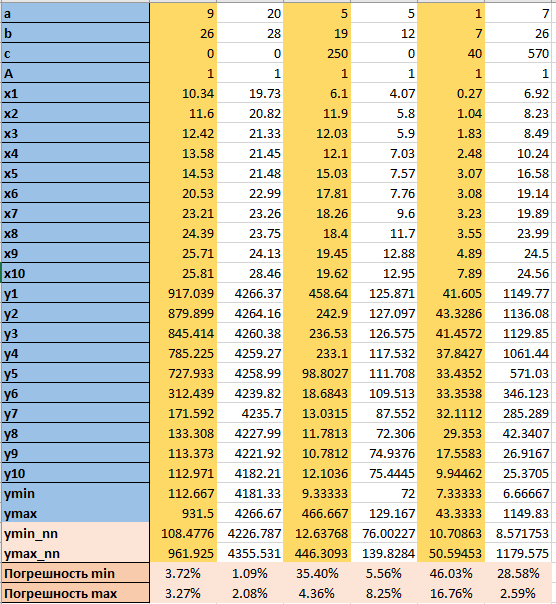 a 9 20 5 5 1 7
b 26 28 19 12 7 26
c 0 0 250 0 40 570
A 1 1 1 1 1 1
x1 10.34 19.73 6.1 4.07 0.27 6.92
x2 11.6 20.82 11.9 5.8 1.04 8.23
x3 12.42 21.33 12.03 5.9 1.83 8.49
x4 13.58 21.45 12.1 7.03 2.48 10.24
x5 14.53 21.48 15.03 7.57 3.07 16.58
x6 20.53 22.99 17.81 7.76 3.08 19.14
x7 23.21 23.26 18.26 9.6 3.23 19.89
x8 24.39 23.75 18.4 11.7 3.55 23.99
x9 25.71 24.13 19.45 12.88 4.89 24.5
x10 25.81 28.46 19.62 12.95 7.89 24.56
y1 917.039 4266.37 458.64 125.871 41.605 1149.77
y2 879.899 4264.16 242.9 127.097 43.3286 1136.08
y3 845.414 4260.38 236.53 126.575 41.4572 1129.85
y4 785.225 4259.27 233.1 117.532 37.8427 1061.44
y5 727.933 4258.99 98.8027 111.708 33.4352 571.03
y6 312.439 4239.82 18.6843 109.513 33.3538 346.123
y7 171.592 4235.7 13.0315 87.552 32.1112 285.289
y8 133.308 4227.99 11.7813 72.306 29.353 42.3407
y9 113.373 4221.92 10.7812 74.9376 17.5583 26.9167
y10 112.971 4182.21 12.1036 75.4445 9.94462 25.3705
ymin 112.667 4181.33 9.33333 72 7.33333 6.66667
ymax 931.5 4266.67 466.667 129.167 43.3333 1149.83
ymin_nn 108.4776 4226.787 12.63768 76.00227 10.70863 8.571753
ymax_nn 961.925 4355.531 446.3093 139.8284 50.59453 1179.575
Погрешность min 3.72% 1.09% 35.40% 5.56% 46.03% 28.58%
Погрешность max 3.27% 2.08% 4.36% 8.25% 16.76% 2.59%